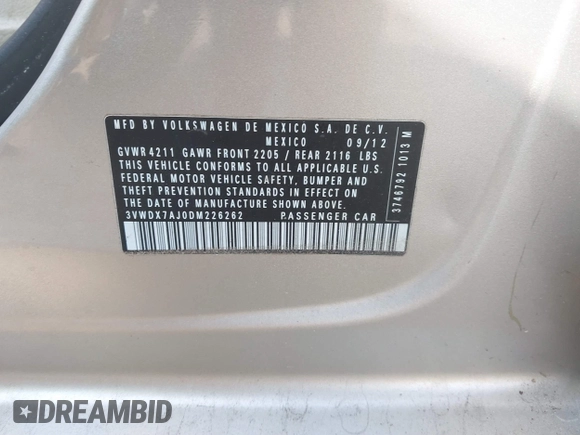 MFD BY VOLKSWAGEN DE MEXICO S.A. DE C.V.
MEXICO 09/12
GVWR 4211 GAWR FRONT 2205 / REAR 2116 LBS
THIS VEHICLE CONFORMS TO ALL APPLICABLE U.S.
FEDERAL MOTOR VEHICLE SAFETY, BUMPER AND
THEFT PREVENTION STANDARDS IN EFFECT ON
THE DATE OF MANUFACTURE SHOWN ABOVE.
3VWDX7AJ0DM226262 PASSENGER CAR
3746792 1013 M
DREAMBID